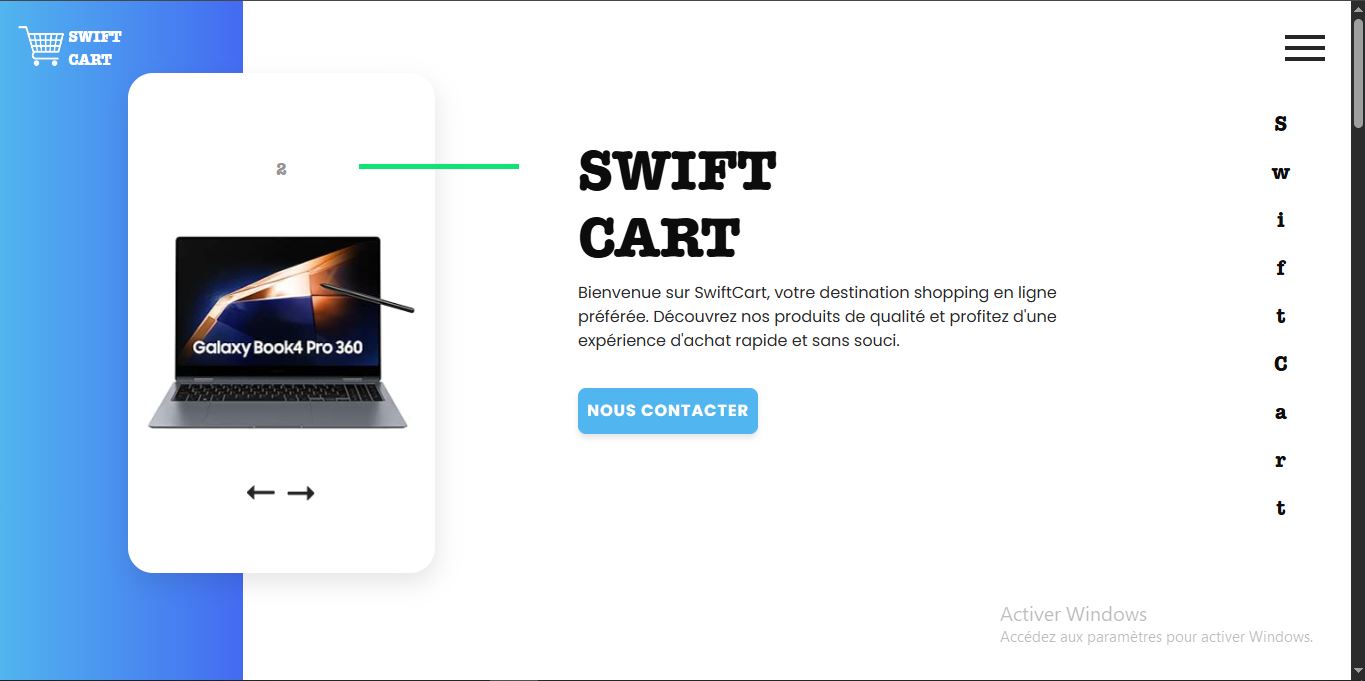 SWIFT
CART
2
Galaxy Book4 Pro 360
SWIFT
CART
Bienvenue sur SwiftCart, votre destination shopping en ligne
préférée. Découvrez nos produits de qualité et profitez d'une
expérience d'achat rapide et sans souci.
NOUS CONTACTER
S
w
i
f
t
C
a
r
t
Activer Windows
Accédez aux paramètres pour activer Windows.